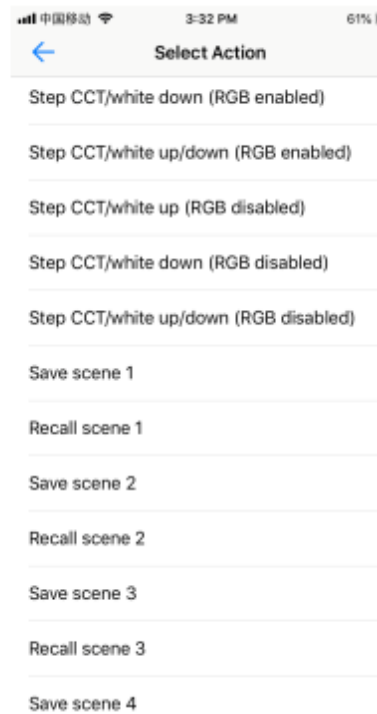 中国移动 3:32 PM 61%
Select Action
Step CCT/white down (RGB enabled)
Step CCT/white up/down (RGB enabled)
Step CCT/white up (RGB disabled)
Step CCT/white down (RGB disabled)
Step CCT/white up/down (RGB disabled)
Save scene 1
Recall scene 1
Save scene 2
Recall scene 2
Save scene 3
Recall scene 3
Save scene 4